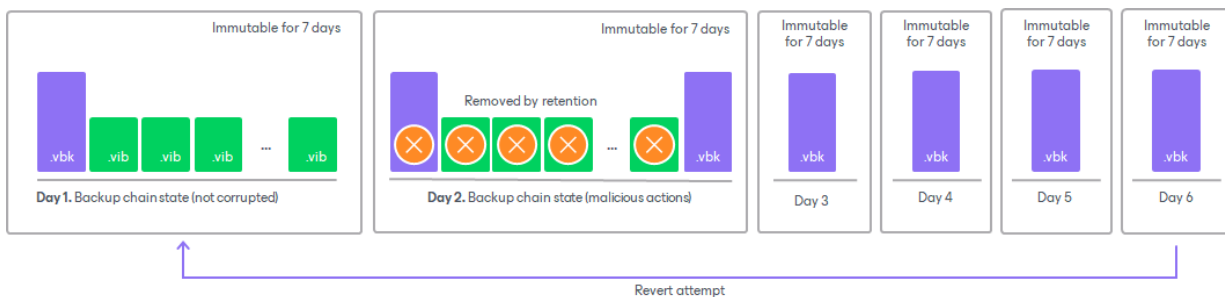 Immutable for 7 days
.vbk .vib .vib .vib ... .vib
Day 1. Backup chain state (not corrupted)
Immutable for 7 days
Removed by retention
... .vbk
Day 2. Backup chain state (malicious actions)
Immutable
for 7 days
.vbk
Day 3
Immutable
for 7 days
.vbk
Day 4
Immutable
for 7 days
.vbk
Day 5
Immutable
for 7 days
.vbk
Day 6
Revert attempt